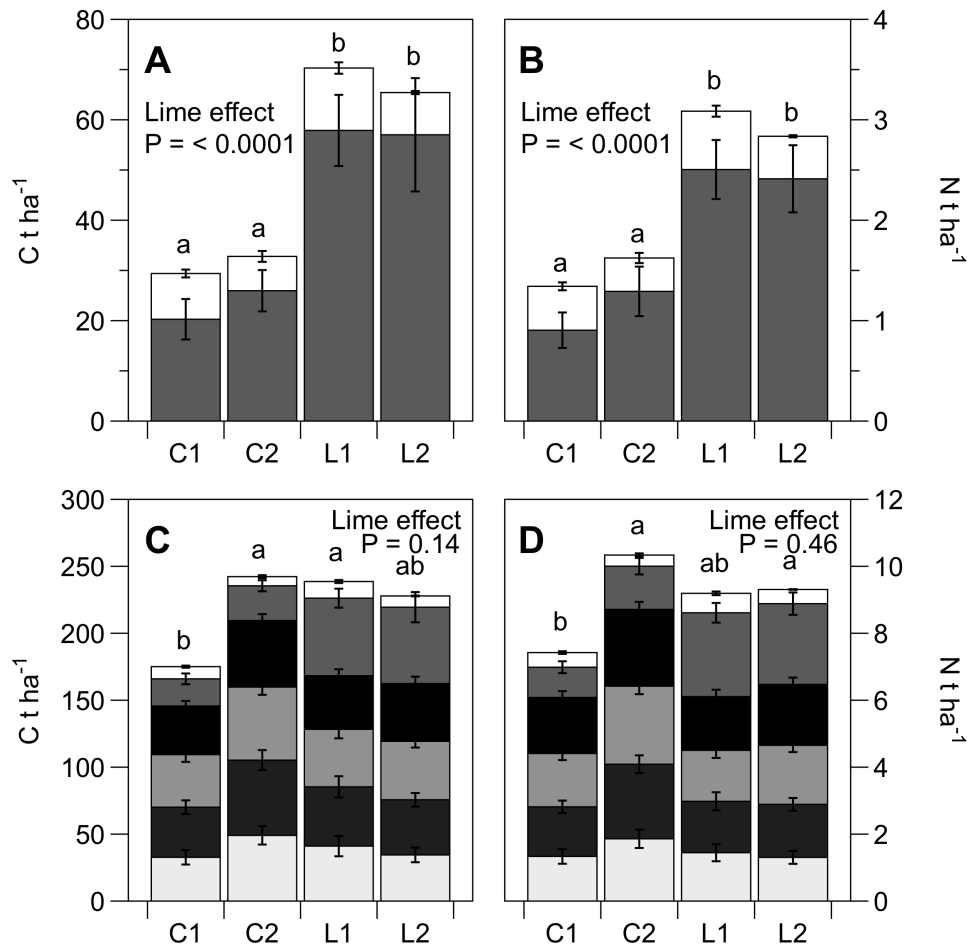 80
60
40
20
0
C t ha-1
A
Lime effect
P = < 0.0001
a
a
b
b
C1 C2 L1 L2
B
Lime effect
P = < 0.0001
a
a
b
b
4
3
2
1
0
N t ha-1
C1 C2 L1 L2
300
250
200
150
100
50
0
C t ha-1
C
Lime effect
P = 0.14
b
a
a
ab
C1 C2 L1 L2
D
Lime effect
P = 0.46
b
a
ab
a
12
10
8
6
4
2
0
N t ha-1
C1 C2 L1 L2